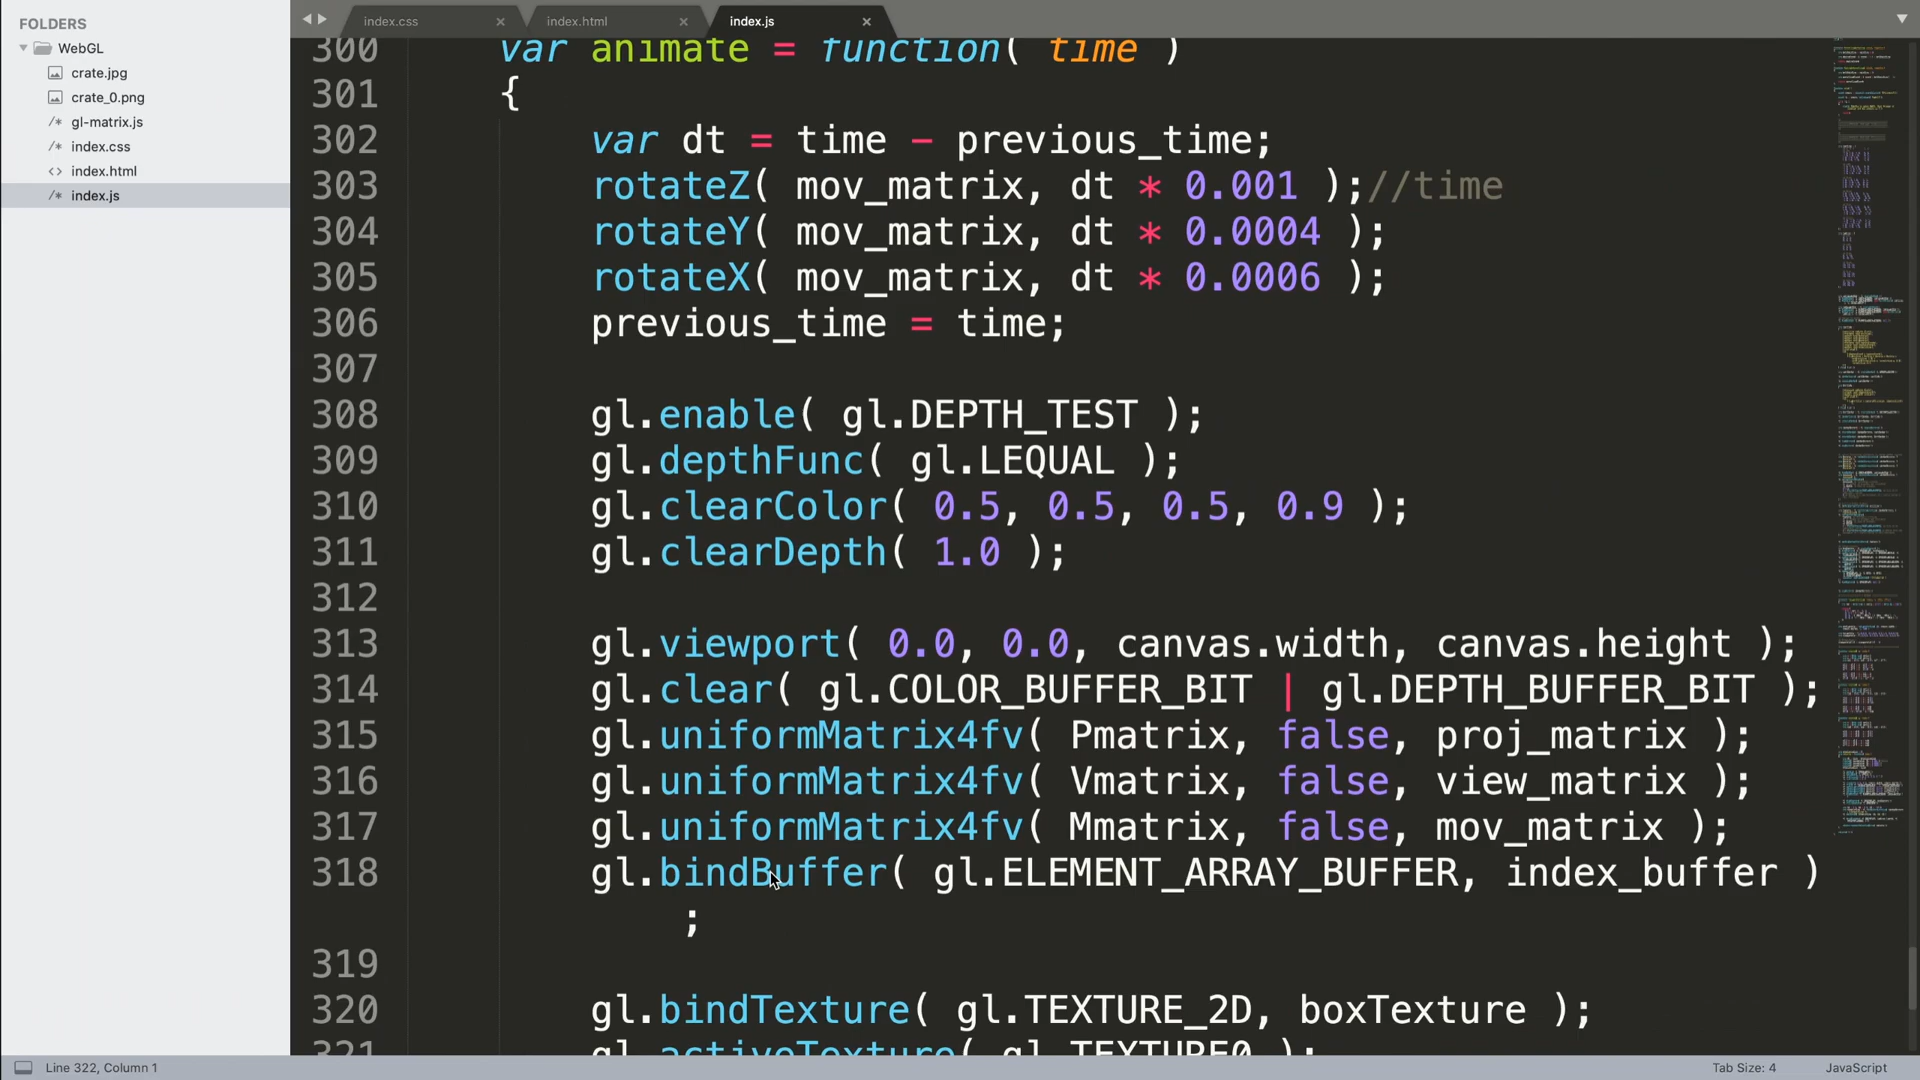 FOLDERS
WebGL
crate.jpg
crate_0.png
/* gl-matrix.js
/* index.css
<> index.html
/* index.js
index.css × index.html × index.js ×
300 var animate = function( time )
301 {
302 var dt = time - previous_time;
303 rotateZ( mov_matrix, dt * 0.001 );//time
304 rotateY( mov_matrix, dt * 0.0004 );
305 rotateX( mov_matrix, dt * 0.0006 );
306 previous_time = time;
307
308 gl.enable( gl.DEPTH_TEST );
309 gl.depthFunc( gl.LEQUAL );
310 gl.clearColor( 0.5, 0.5, 0.5, 0.9 );
311 gl.clearDepth( 1.0 );
312
313 gl.viewport( 0.0, 0.0, canvas.width, canvas.height );
314 gl.clear( gl.COLOR_BUFFER_BIT | gl.DEPTH_BUFFER_BIT );
315 gl.uniformMatrix4fv( Pmatrix, false, proj_matrix );
316 gl.uniformMatrix4fv( Vmatrix, false, view_matrix );
317 gl.uniformMatrix4fv( Mmatrix, false, mov_matrix );
318 gl.bindBuffer( gl.ELEMENT_ARRAY_BUFFER, index_buffer )
;
319
320 gl.bindTexture( gl.TEXTURE_2D, boxTexture );
321 gl.activeTexture( gl.TEXTURE0 );
Line 322, Column 1
Tab Size: 4
JavaScript